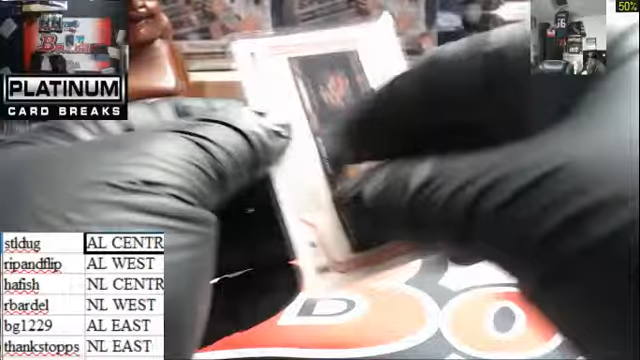 50%
PLATINUM
CARD BREAKS
stldug AL CENTR
ripandflip AL WEST
hafish NL CENTR
rbardel NL WEST
bg1229 AL EAST
thankstopps NL EAST